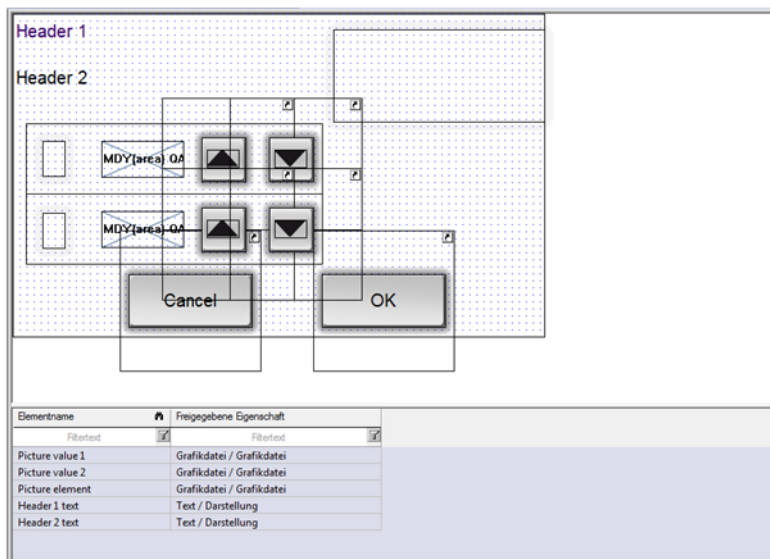 Header 1
Header 2
MDY{area} QA
MDY{area} QA
Cancel
OK
Elementname
Freigegebene Eigenschaft
Filtertext
Filtertext
Picture value 1
Grafikdatei / Grafikdatei
Picture value 2
Grafikdatei / Grafikdatei
Picture element
Grafikdatei / Grafikdatei
Header 1 text
Text / Darstellung
Header 2 text
Text / Darstellung